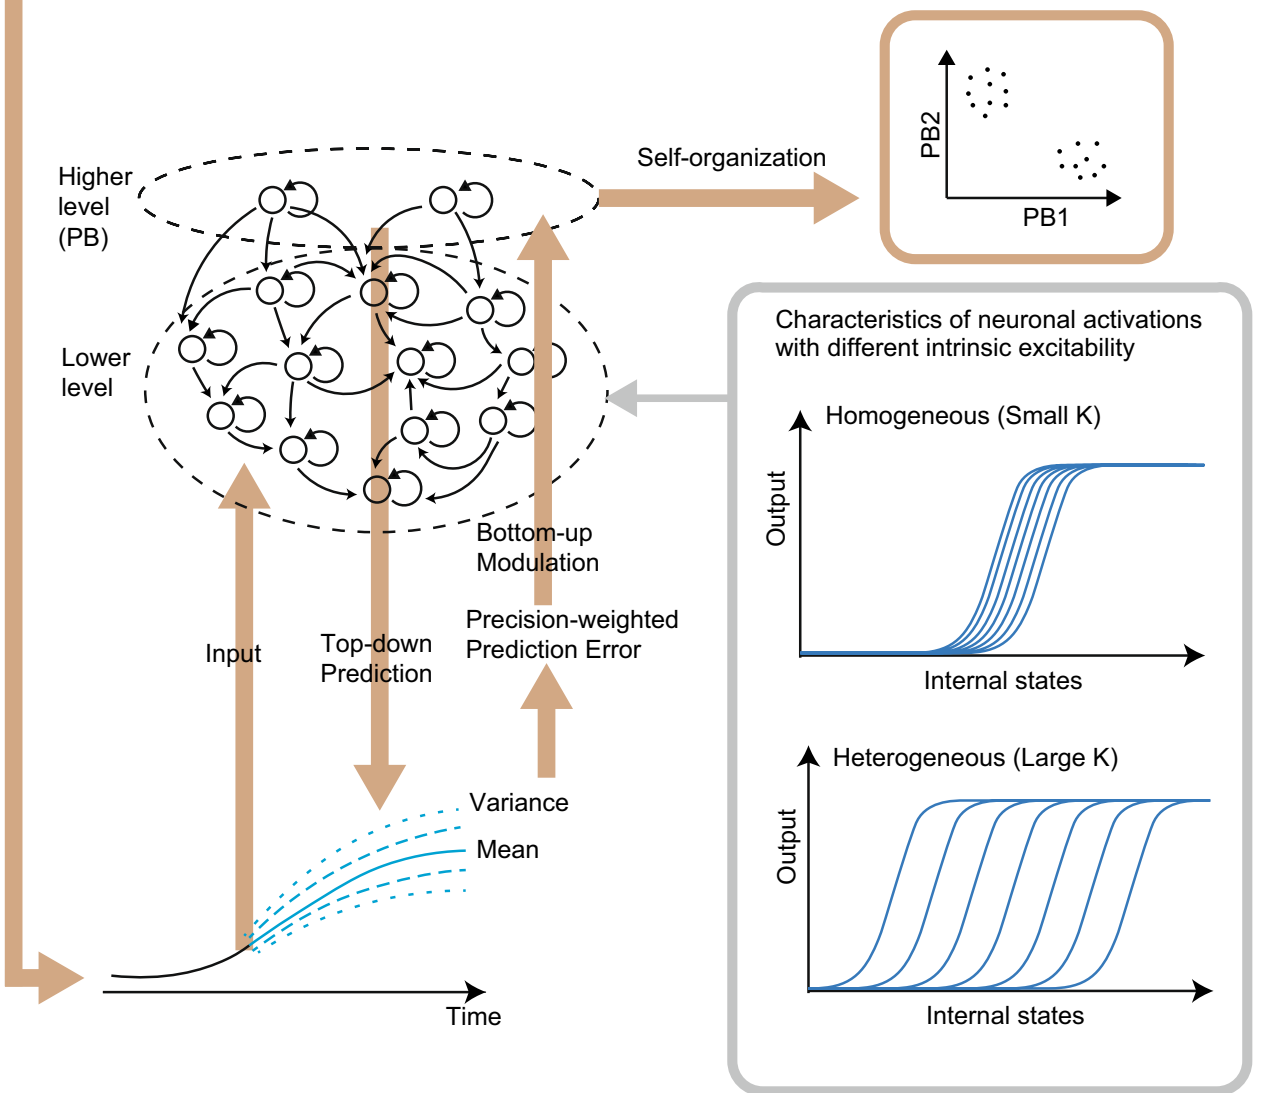 Higher
level
(PB)
Self-organization
PB2
PB1
Lower
level
Characteristics of neuronal activations
with different intrinsic excitability
Homogeneous (Small K)
Output
Internal states
Bottom-up
Modulation
Precision-weighted
Prediction Error
Input
Top-down
Prediction
Heterogeneous (Large K)
Output
Internal states
Variance
Mean
Time